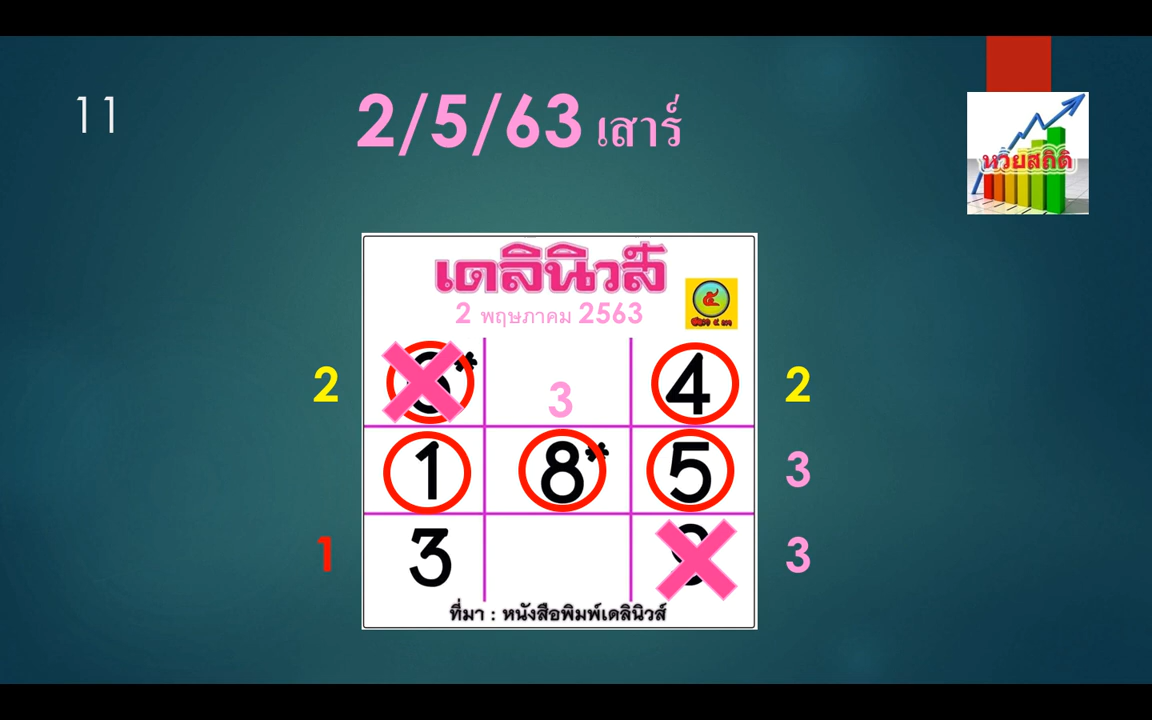 11
2/5/63 เสาร์
หวยสถิติ
เดลินิวส์
2 พฤษภาคม 2563
๕
2 * 3 4 2
1 8* 5 3
1 3 3
ที่มา : หนังสือพิมพ์เดลินิวส์